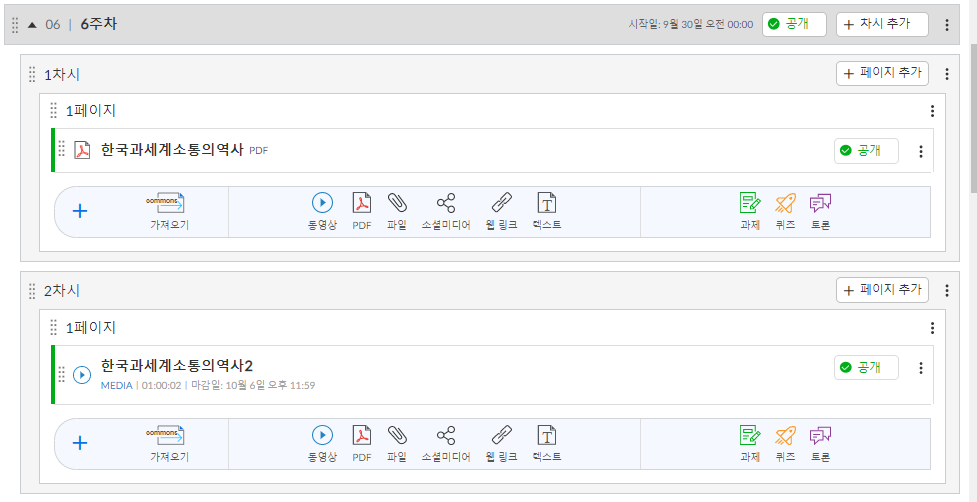 06 | 6주차 시작일: 9월 30일 오전 00:00 공개 + 차시 추가
1차시 + 페이지 추가
1페이지
한국과세계소통의역사 PDF 공개
+ commons 가져오기 동영상 PDF 파일 소셜미디어 웹 링크 텍스트 과제 퀴즈 토론
2차시 + 페이지 추가
1페이지
한국과세계소통의역사2 공개
MEDIA | 01:00:02 | 마감일: 10월 6일 오후 11:59
+ commons 가져오기 동영상 PDF 파일 소셜미디어 웹 링크 텍스트 과제 퀴즈 토론